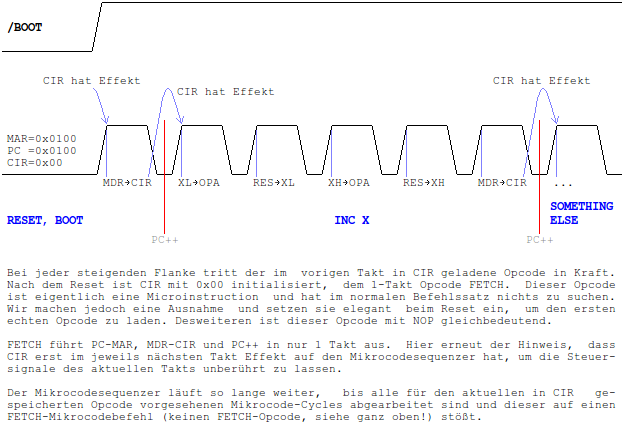 /BOOT
CIR hat Effekt
CIR hat Effekt
CIR hat Effekt
MAR=0x0100
PC =0x0100
CIR=0x00
MDR→CIR XL→OPA RES→XL XH→OPA RES→XH MDR→CIR ...
RESET, BOOT INC X SOMETHING ELSE
PC++ PC++
Bei jeder steigenden Flanke tritt der im vorigen Takt in CIR geladene Opcode in Kraft.
Nach dem Reset ist CIR mit 0x00 initialisiert, dem 1-Takt Opcode FETCH. Dieser Opcode
ist eigentlich eine Microinstruction und hat im normalen Befehlssatz nichts zu suchen.
Wir machen jedoch eine Ausnahme und setzen sie elegant beim Reset ein, um den ersten
echten Opcode zu laden. Desweiteren ist dieser Opcode mit NOP gleichbedeutend.
FETCH führt PC-MAR, MDR-CIR und PC++ in nur 1 Takt aus. Hier erneut der Hinweis, dass
CIR erst im jeweils nächsten Takt Effekt auf den Mikrocodesequenzer hat, um die Steuer-
signale des aktuellen Takts unberührt zu lassen.
Der Mikrocodesequenzer läuft so lange weiter, bis alle für den aktuellen in CIR ge-
speicherten Opcode vorgesehenen Mikrocode-Cycles abgearbeitet sind und dieser auf einen
FETCH-Mikrocodebefehl (keinen FETCH-Opcode, siehe ganz oben!) stößt.